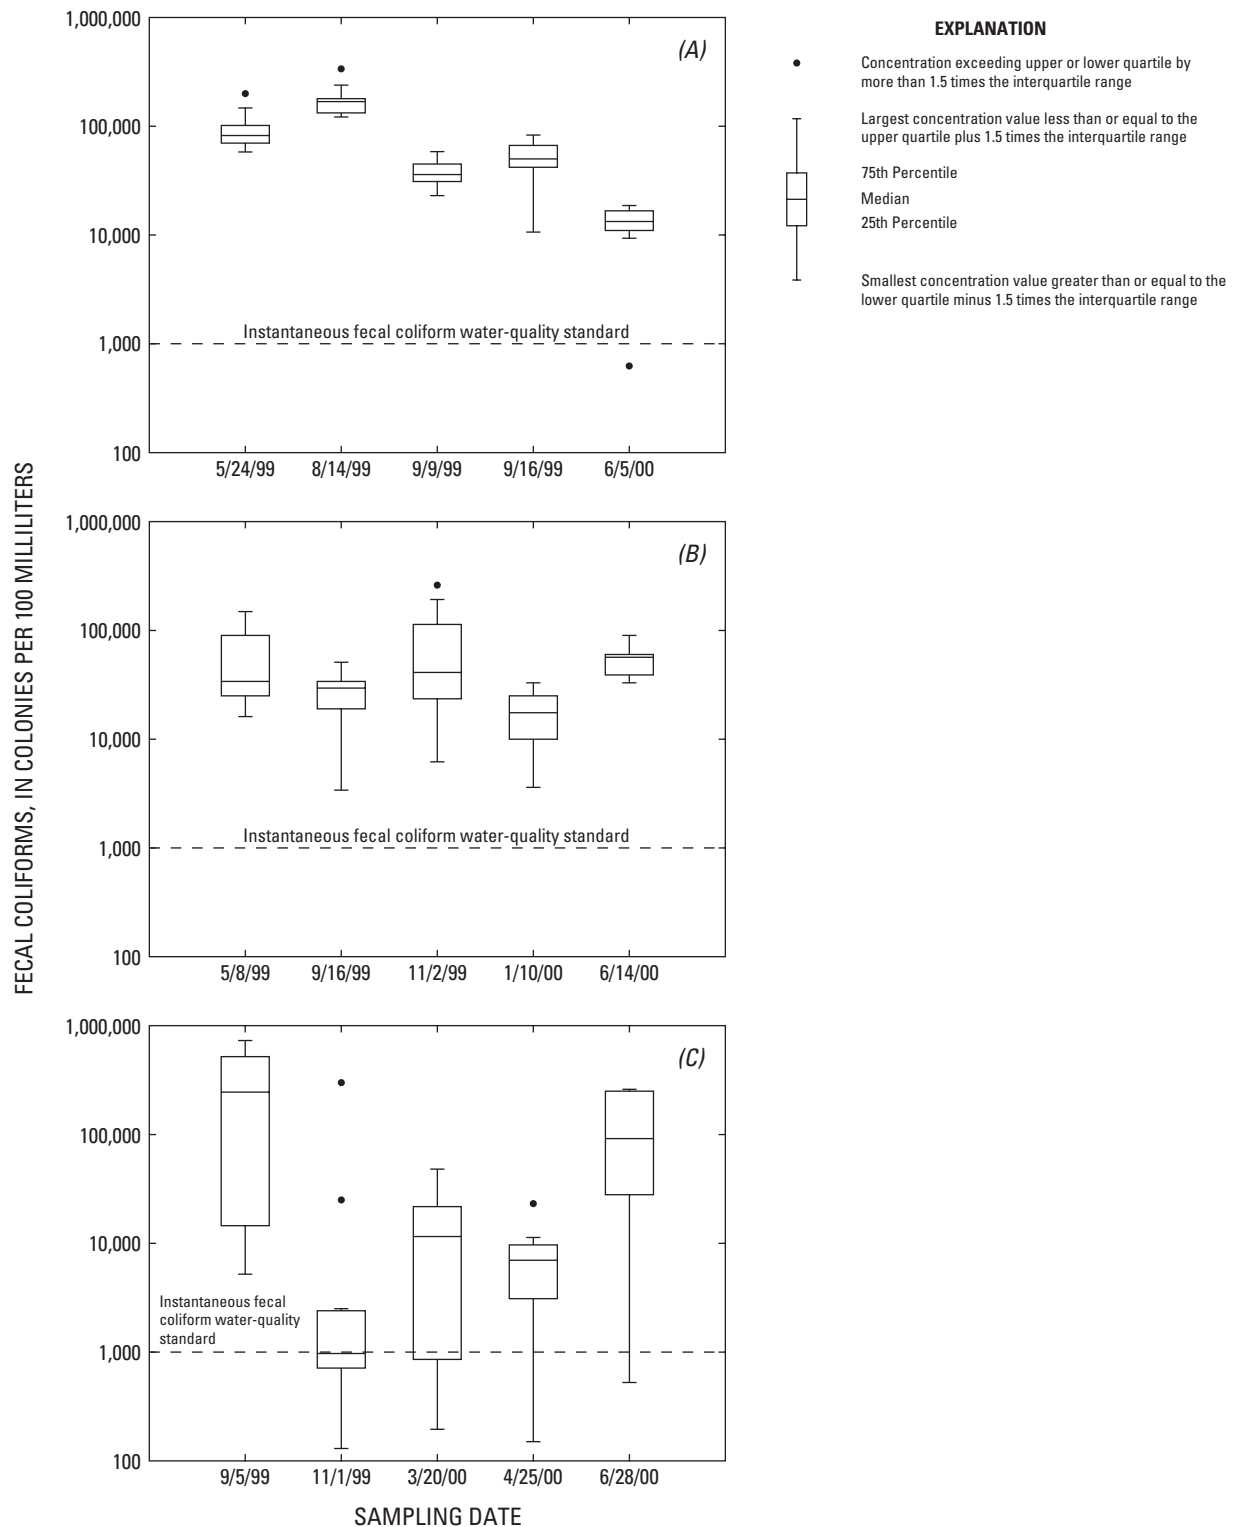 EXPLANATION
Concentration exceeding upper or lower quartile by
more than 1.5 times the interquartile range
Largest concentration value less than or equal to the
upper quartile plus 1.5 times the interquartile range
75th Percentile
Median
25th Percentile
Smallest concentration value greater than or equal to the
lower quartile minus 1.5 times the interquartile range
FECAL COLIFORMS, IN COLONIES PER 100 MILLILITERS
(A)
1,000,000
100,000
10,000
1,000
100
Instantaneous fecal coliform water-quality standard
5/24/99 8/14/99 9/9/99 9/16/99 6/5/00
(B)
1,000,000
100,000
10,000
1,000
100
Instantaneous fecal coliform water-quality standard
5/8/99 9/16/99 11/2/99 1/10/00 6/14/00
(C)
1,000,000
100,000
10,000
1,000
100
Instantaneous fecal
coliform water-quality
standard
9/5/99 11/1/99 3/20/00 4/25/00 6/28/00
SAMPLING DATE